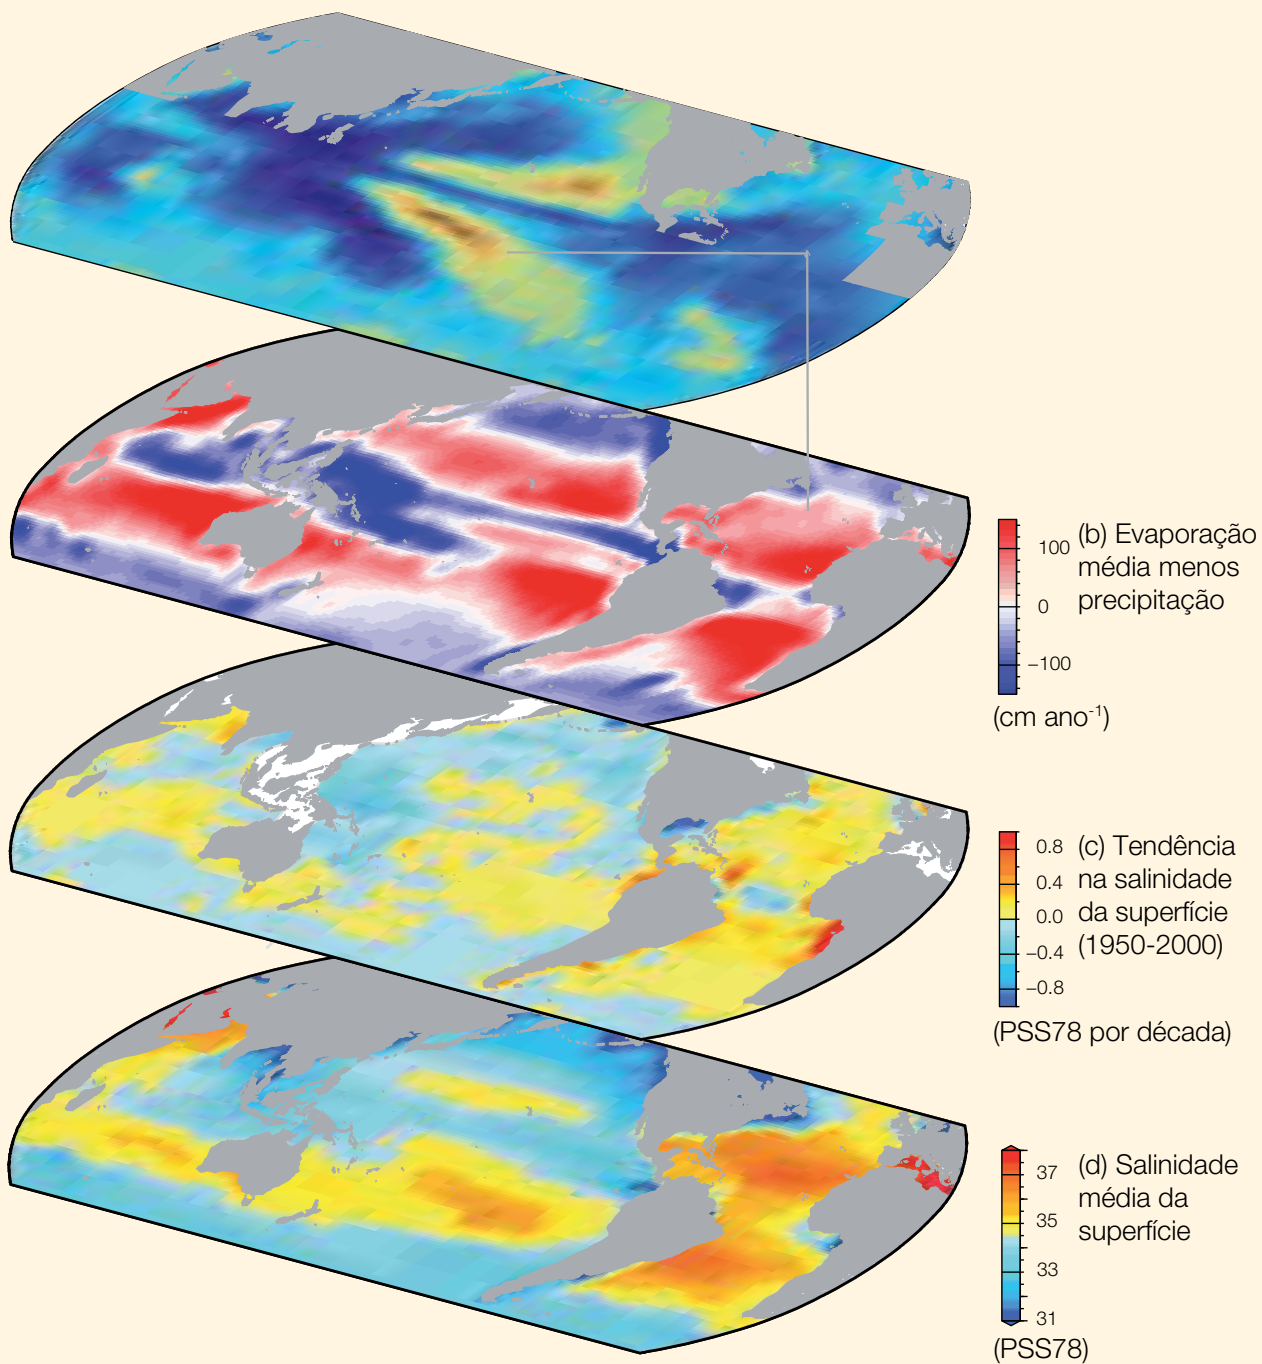 100
0
−100
(b) Evaporação
média menos
precipitação
(cm ano⁻¹)
0.8
0.4
0.0
−0.4
−0.8
(c) Tendência
na salinidade
da superfície
(1950-2000)
(PSS78 por década)
37
35
33
31
(d) Salinidade
média da
superfície
(PSS78)